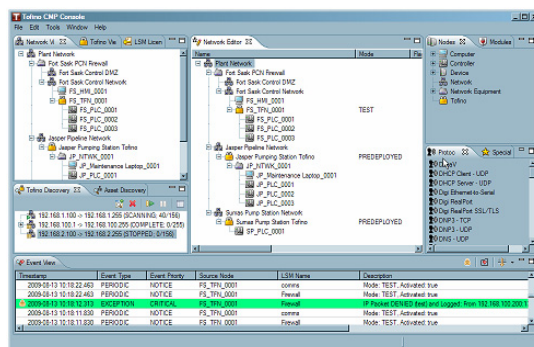 Tofino CMP Console
File Edit Tools Window Help
Network Vi
Tofino Vie
LSM Licen
Plant Network
Fort Sask PCN Firewall
Fort Sask Control DMZ
Fort Sask Control Network
FS_HMI_0001
FS_TFN_0001
FS_PLC_0001
FS_PLC_0002
FS_PLC_0003
Jasper Pipeline Network
Jasper Pumping Station Tofino
JP_NTWK_0001
JP_Maintenance Laptop_0001
JP_PLC_0001
Tofino Discovery
Asset Discovery
192.168.1.100 -> 192.168.1.255 (SCANNING: 40/156)
192.168.100.1 -> 192.168.100.255 (COMPLETE: 0/255)
192.168.2.100 -> 192.168.2.255 (STOPPED: 0/156)
Network Editor
Name Mode
Plant Network
Fort Sask PCN Firewall
Fort Sask Control DMZ
Fort Sask Control Network
FS_HMI_0001
FS_TFN_0001 TEST
FS_PLC_0001
FS_PLC_0002
FS_PLC_0003
Jasper Pipeline Network
Jasper Pumping Station Tofino PREDEPLOYED
JP_NTWK_0001
JP_Maintenance Laptop_0001
JP_PLC_0001
JP_PLC_0002
JP_PLC_0003
Sumas Pump Station Network
Sumas Pump Station Tofino PREDEPLOYED
SP_PLC_0001
Nodes
Modules
Computer
Controller
Device
Network
Network Equipment
Tofino
Protoc
Special
DHCP Client - UDP
DHCP Server - UDP
Digi Ethernet-to-Serial
Digi RealPort
Digi RealPort SSL/TLS
DNP3 - TCP
DNP3 - UDP
DNS - UDP
Event View
Timestamp Event Type Event Priority Source Node LSM Name Description
2009-08-13 10:18:22.463 PERIODIC NOTICE FS_TFN_0001 comms Mode: TEST, Activated: true
2009-08-13 10:18:22.463 PERIODIC NOTICE FS_TFN_0001 Firewall Mode: TEST, Activated: true
2009-08-13 10:18:12.313 EXCEPTION CRITICAL FS_TFN_0001 Firewall IP Packet DENIED (test) and Logged: From 192.168.100.200:1
2009-08-13 10:18:11.830 PERIODIC NOTICE FS_TFN_0001 comms Mode: TEST, Activated: true
2009-08-13 10:18:11.830 PERIODIC NOTICE FS_TFN_0001 Firewall Mode: TEST, Activated: true